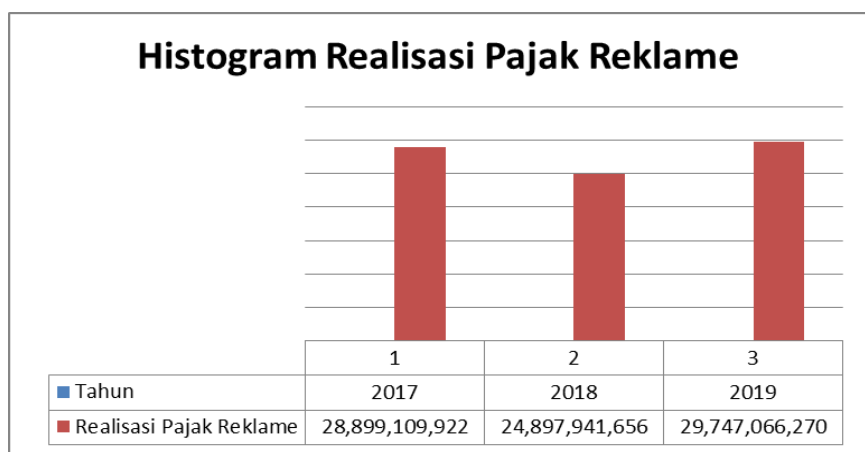 Histogram Realisasi Pajak Reklame
1 2 3
Tahun 2017 2018 2019
Realisasi Pajak Reklame 28,899,109,922 24,897,941,656 29,747,066,270